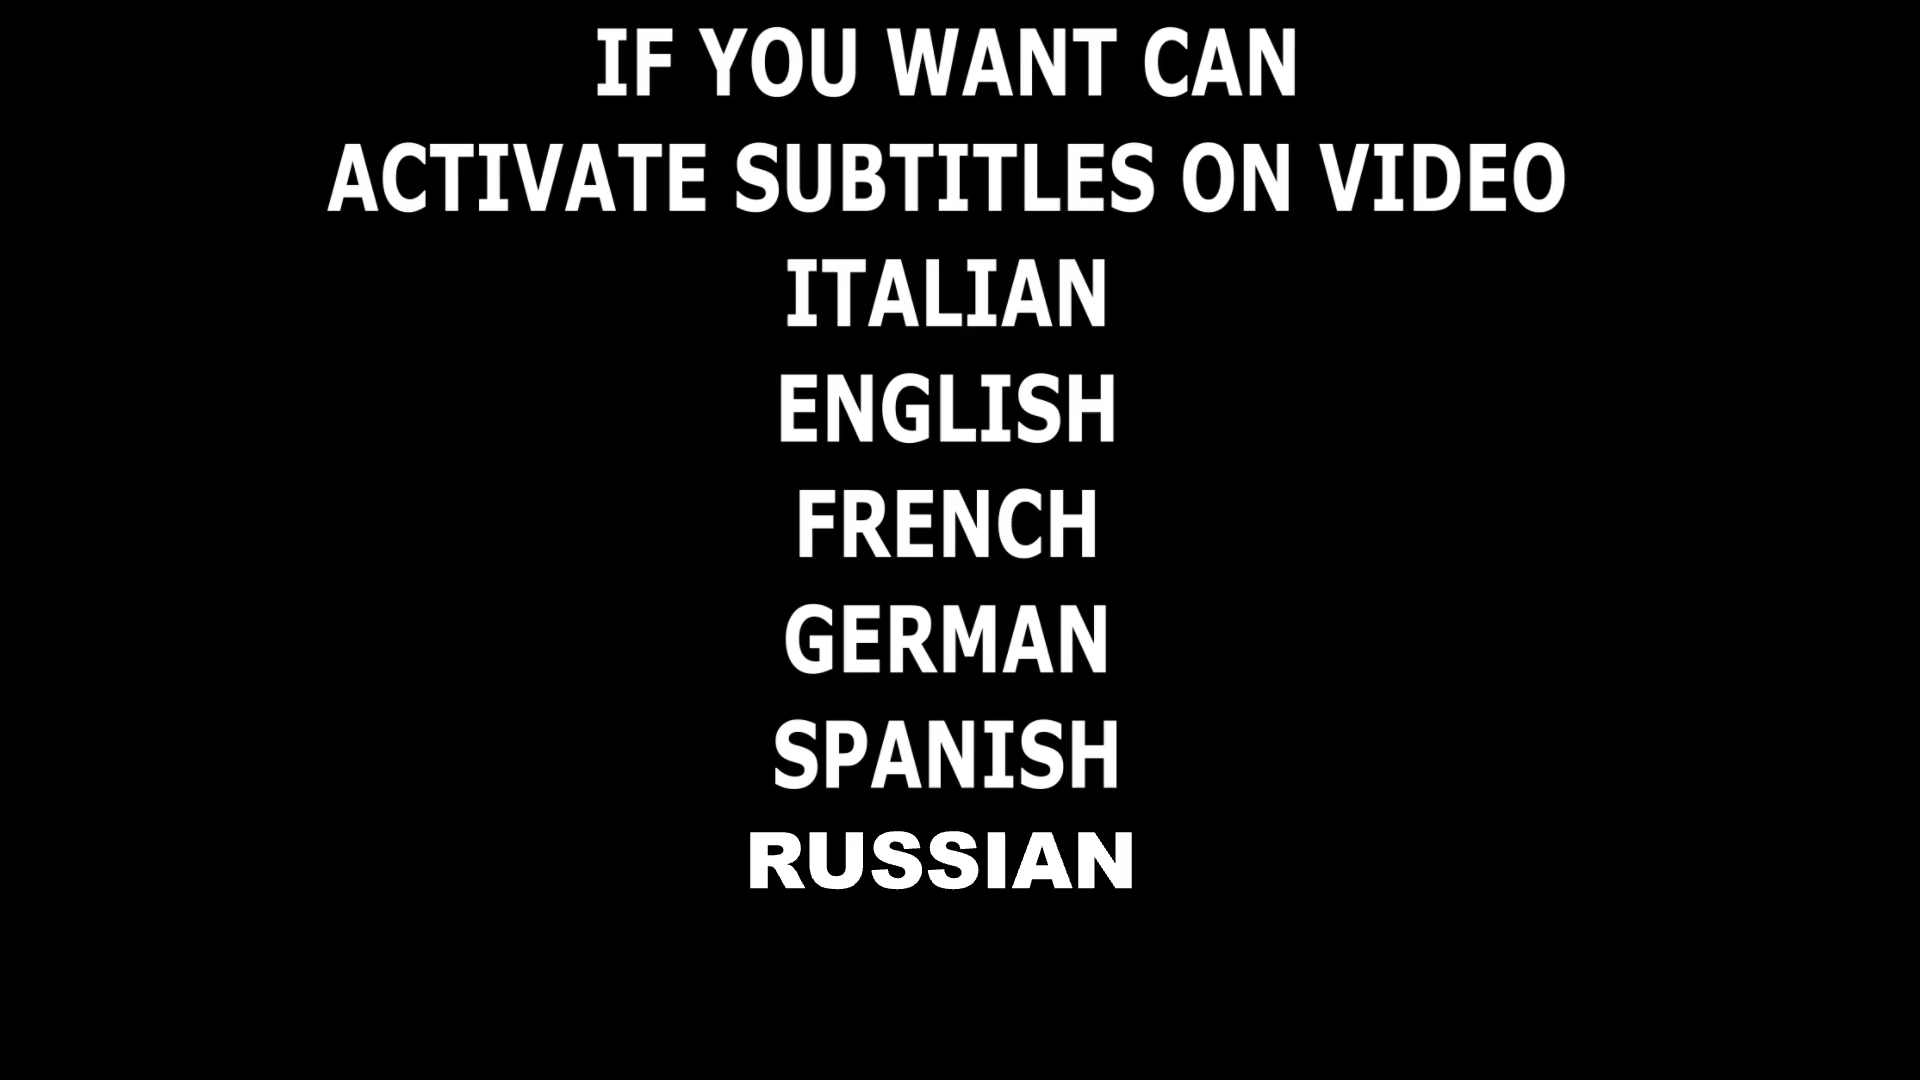 IF YOU WANT CAN
ACTIVATE SUBTITLES ON VIDEO
ITALIAN
ENGLISH
FRENCH
GERMAN
SPANISH
RUSSIAN